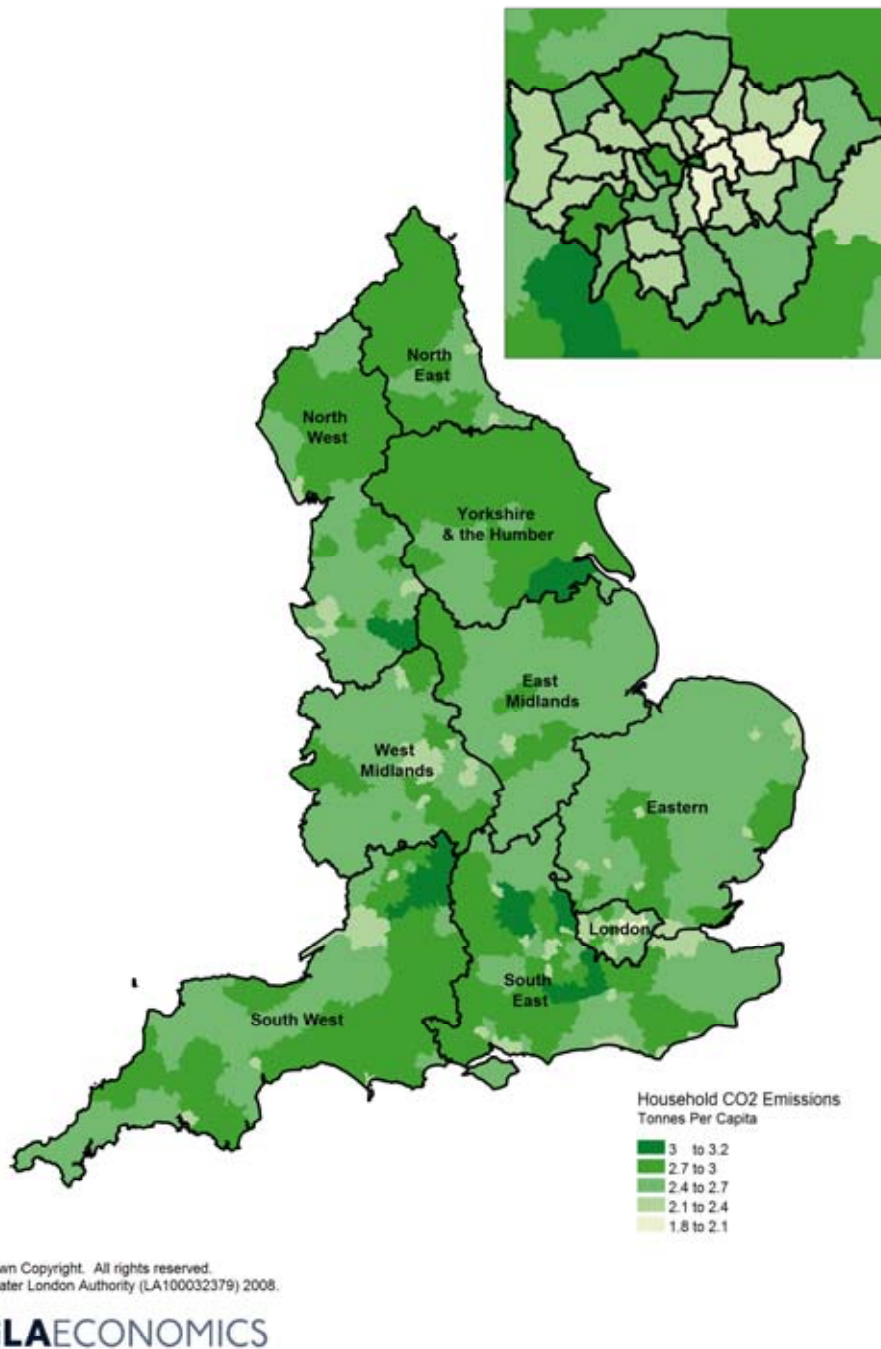 North
East
North
West
Yorkshire
& the Humber
East
Midlands
West
Midlands
Eastern
London
South
East
South West
Household CO2 Emissions
Tonnes Per Capita
3 to 3.2
2.7 to 3
2.4 to 2.7
2.1 to 2.4
1.8 to 2.1
wn Copyright. All rights reserved.
ater London Authority (LA100032379) 2008.
LAECONOMICS